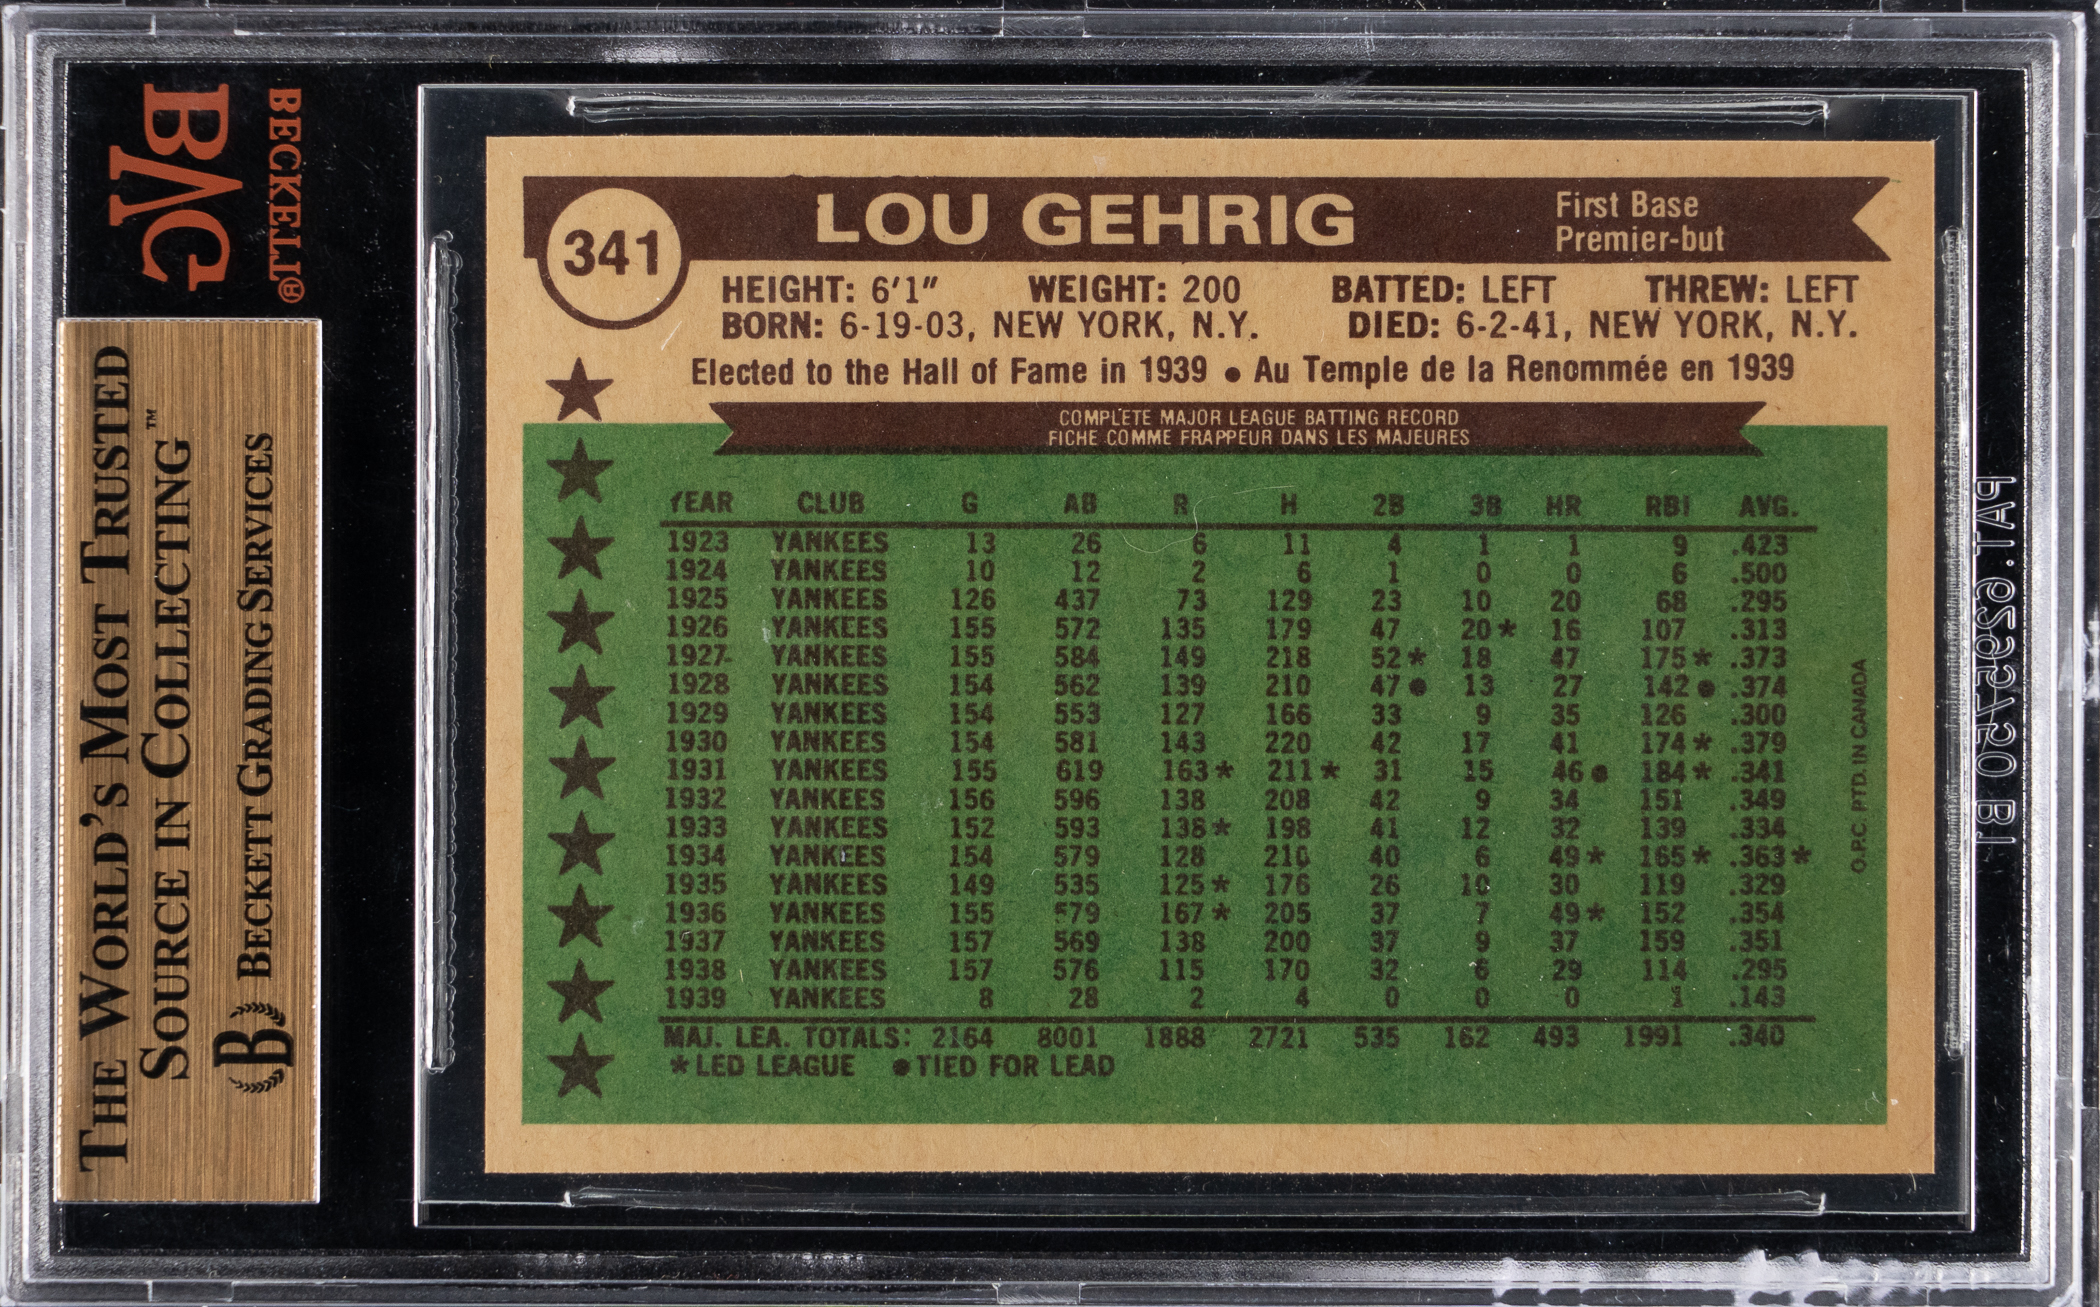 BECKETT®
BVG
THE WORLD'S MOST TRUSTED
SOURCE IN COLLECTING™
B BECKETT GRADING SERVICES
341
LOU GEHRIG
First Base
Premier-but
HEIGHT: 6'1" WEIGHT: 200 BATTED: LEFT THREW: LEFT
BORN: 6-19-03, NEW YORK, N.Y. DIED: 6-2-41, NEW YORK, N.Y.
Elected to the Hall of Fame in 1939 ● Au Temple de la Renommée en 1939
COMPLETE MAJOR LEAGUE BATTING RECORD
FICHE COMME FRAPPEUR DANS LES MAJEURES
YEAR CLUB G AB R H 2B 3B HR RBI AVG.
1923 YANKEES 13 26 6 11 4 1 1 9 .423
1924 YANKEES 10 12 2 6 1 0 0 6 .500
1925 YANKEES 126 437 73 129 23 10 20 68 .295
1926 YANKEES 155 572 135 179 47 20* 16 107 .313
1927 YANKEES 155 584 149 218 52* 18 47 175* .373
1928 YANKEES 154 562 139 210 47● 13 27 142● .374
1929 YANKEES 154 553 127 166 33 9 35 126 .300
1930 YANKEES 154 581 143 220 42 17 41 174* .379
1931 YANKEES 155 619 163* 211* 31 15 46● 184* .341
1932 YANKEES 156 596 138 208 42 9 34 151 .349
1933 YANKEES 152 593 138* 198 41 12 32 139 .334
1934 YANKEES 154 579 128 210 40 6 49* 165* .363*
1935 YANKEES 149 535 125* 176 26 10 30 119 .329
1936 YANKEES 155 579 167* 205 37 7 49* 152 .354
1937 YANKEES 157 569 138 200 37 9 37 159 .351
1938 YANKEES 157 576 115 170 32 6 29 114 .295
1939 YANKEES 8 28 2 4 0 0 0 1 .143
MAJ. LEA. TOTALS: 2164 8001 1888 2721 535 162 493 1991 .340
*LED LEAGUE ●TIED FOR LEAD
O.P.C. PTD. IN CANADA
PAT. 6295750 B1